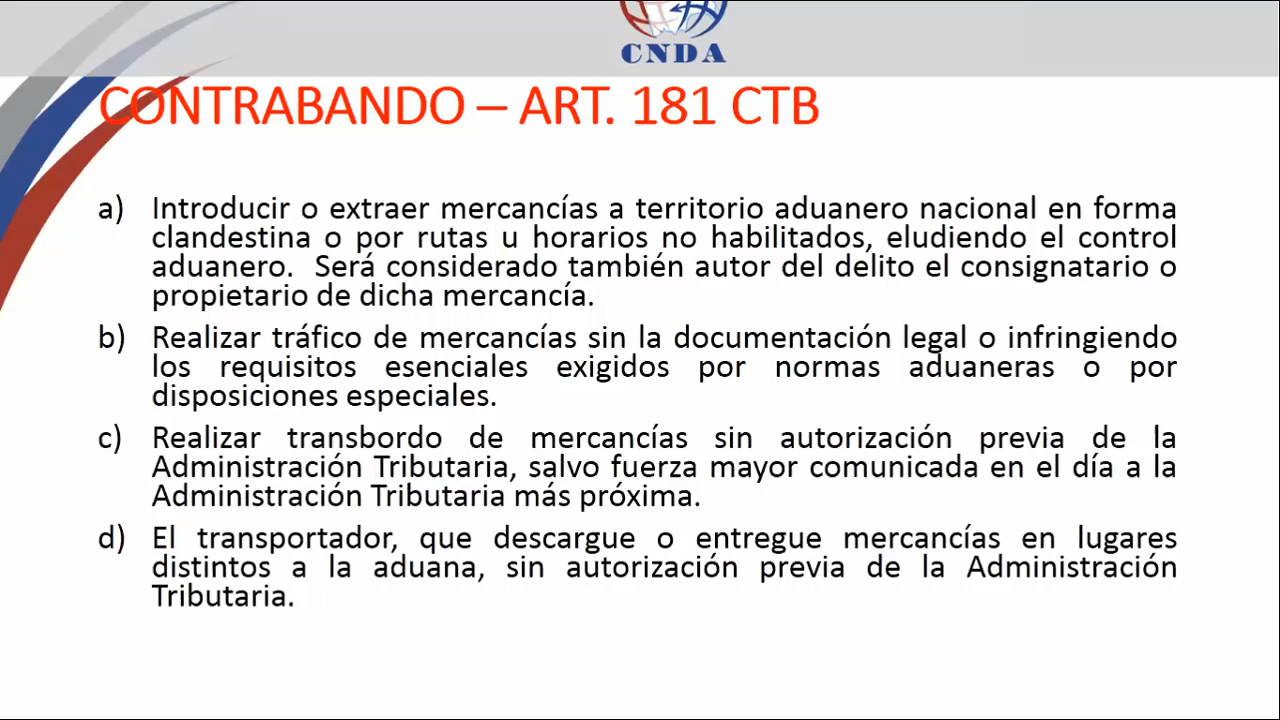 CNDA
CONTRABANDO – ART. 181 CTB
a) Introducir o extraer mercancías a territorio aduanero nacional en forma
clandestina o por rutas u horarios no habilitados, eludiendo el control
aduanero. Será considerado también autor del delito el consignatario o
propietario de dicha mercancía.
b) Realizar tráfico de mercancías sin la documentación legal o infringiendo
los requisitos esenciales exigidos por normas aduaneras o por
disposiciones especiales.
c) Realizar transbordo de mercancías sin autorización previa de la
Administración Tributaria, salvo fuerza mayor comunicada en el día a la
Administración Tributaria más próxima.
d) El transportador, que descargue o entregue mercancías en lugares
distintos a la aduana, sin autorización previa de la Administración
Tributaria.